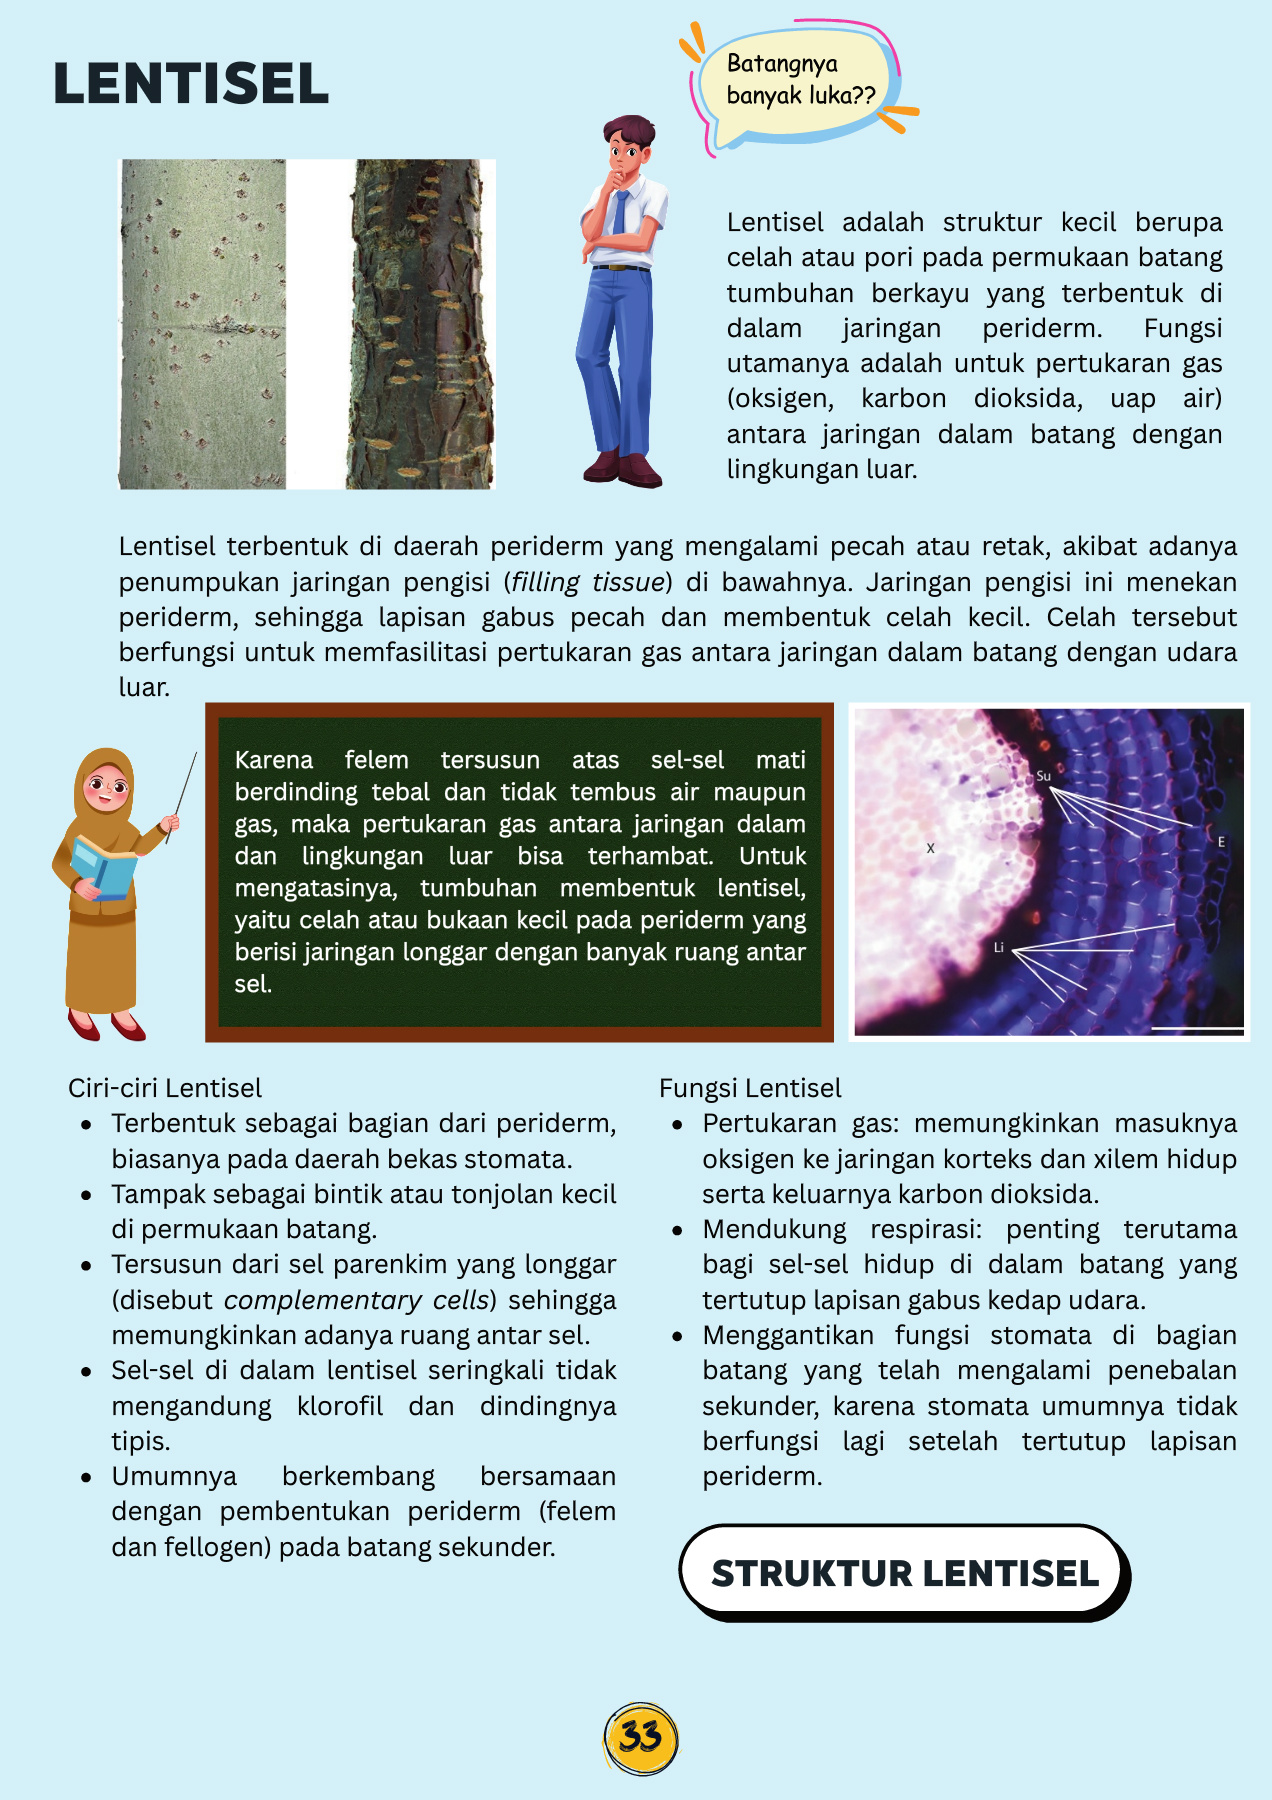 LENTISEL
Batangnya
banyak luka??
Lentisel adalah struktur kecil berupa
celah atau pori pada permukaan batang
tumbuhan berkayu yang terbentuk di
dalam jaringan periderm. Fungsi
utamanya adalah untuk pertukaran gas
(oksigen, karbon dioksida, uap air)
antara jaringan dalam batang dengan
lingkungan luar.
Lentisel terbentuk di daerah periderm yang mengalami pecah atau retak, akibat adanya
penumpukan jaringan pengisi (filling tissue) di bawahnya. Jaringan pengisi ini menekan
periderm, sehingga lapisan gabus pecah dan membentuk celah kecil. Celah tersebut
berfungsi untuk memfasilitasi pertukaran gas antara jaringan dalam batang dengan udara
luar.
Karena felem tersusun atas sel-sel mati
berdinding tebal dan tidak tembus air maupun
gas, maka pertukaran gas antara jaringan dalam
dan lingkungan luar bisa terhambat. Untuk
mengatasinya, tumbuhan membentuk lentisel,
yaitu celah atau bukaan kecil pada periderm yang
berisi jaringan longgar dengan banyak ruang antar
sel.
Su
X
E
Li
Ciri-ciri Lentisel
• Terbentuk sebagai bagian dari periderm,
biasanya pada daerah bekas stomata.
• Tampak sebagai bintik atau tonjolan kecil
di permukaan batang.
• Tersusun dari sel parenkim yang longgar
(disebut complementary cells) sehingga
memungkinkan adanya ruang antar sel.
• Sel-sel di dalam lentisel seringkali tidak
mengandung klorofil dan dindingnya
tipis.
• Umumnya berkembang bersamaan
dengan pembentukan periderm (felem
dan fellogen) pada batang sekunder.
Fungsi Lentisel
• Pertukaran gas: memungkinkan masuknya
oksigen ke jaringan korteks dan xilem hidup
serta keluarnya karbon dioksida.
• Mendukung respirasi: penting terutama
bagi sel-sel hidup di dalam batang yang
tertutup lapisan gabus kedap udara.
• Menggantikan fungsi stomata di bagian
batang yang telah mengalami penebalan
sekunder, karena stomata umumnya tidak
berfungsi lagi setelah tertutup lapisan
periderm.
STRUKTUR LENTISEL
33